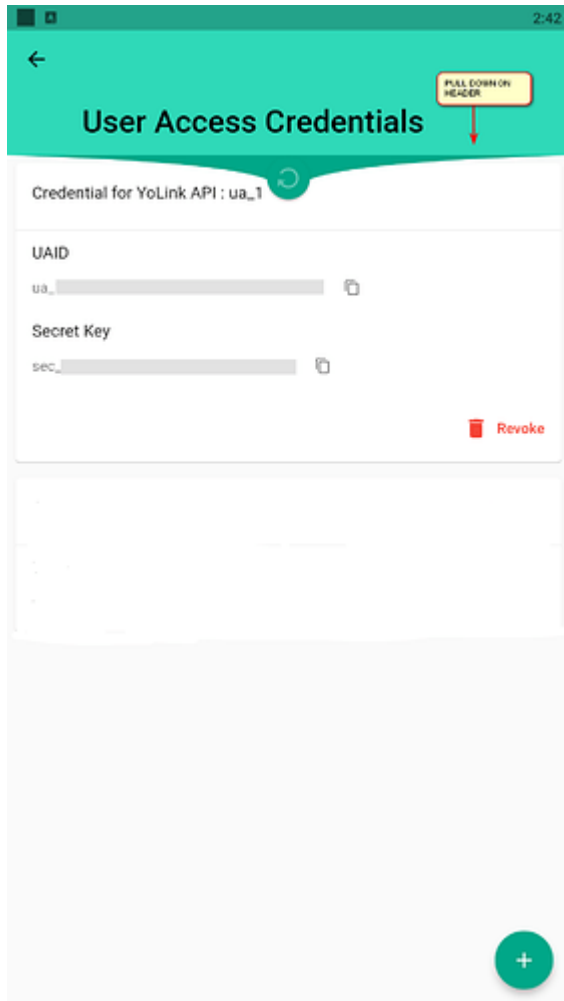 2:42
PULL DOWN ON
HEADER
User Access Credentials
Credential for YoLink API : ua_1
UAID
ua_
Secret Key
sec_
Revoke